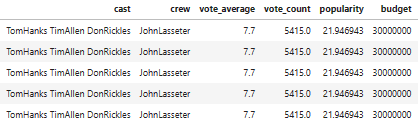 cast crew vote_average vote_count popularity budget
TomHanks TimAllen DonRickles JohnLasseter 7.7 5415.0 21.946943 30000000
TomHanks TimAllen DonRickles JohnLasseter 7.7 5415.0 21.946943 30000000
TomHanks TimAllen DonRickles JohnLasseter 7.7 5415.0 21.946943 30000000
TomHanks TimAllen DonRickles JohnLasseter 7.7 5415.0 21.946943 30000000
TomHanks TimAllen DonRickles JohnLasseter 7.7 5415.0 21.946943 30000000